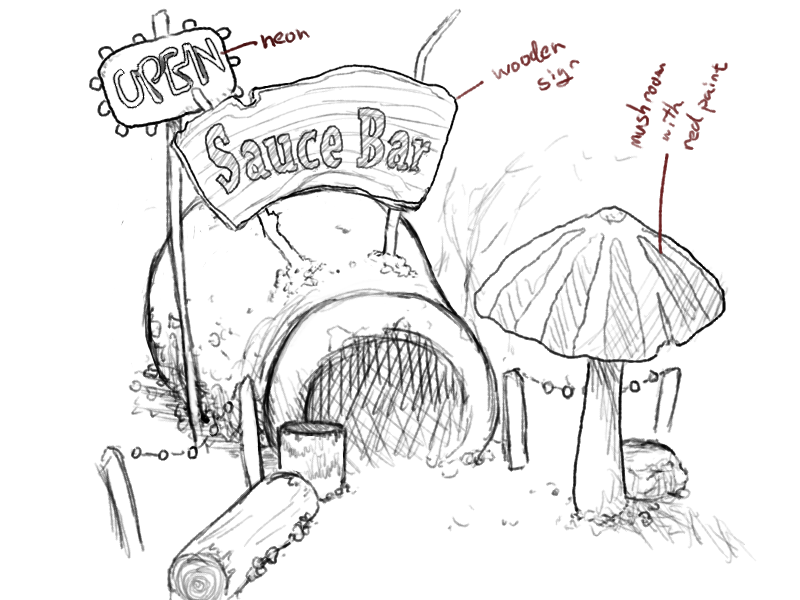 OPEN
neon
wooden
sign
Sauce Bar
mushroom
with
red paint